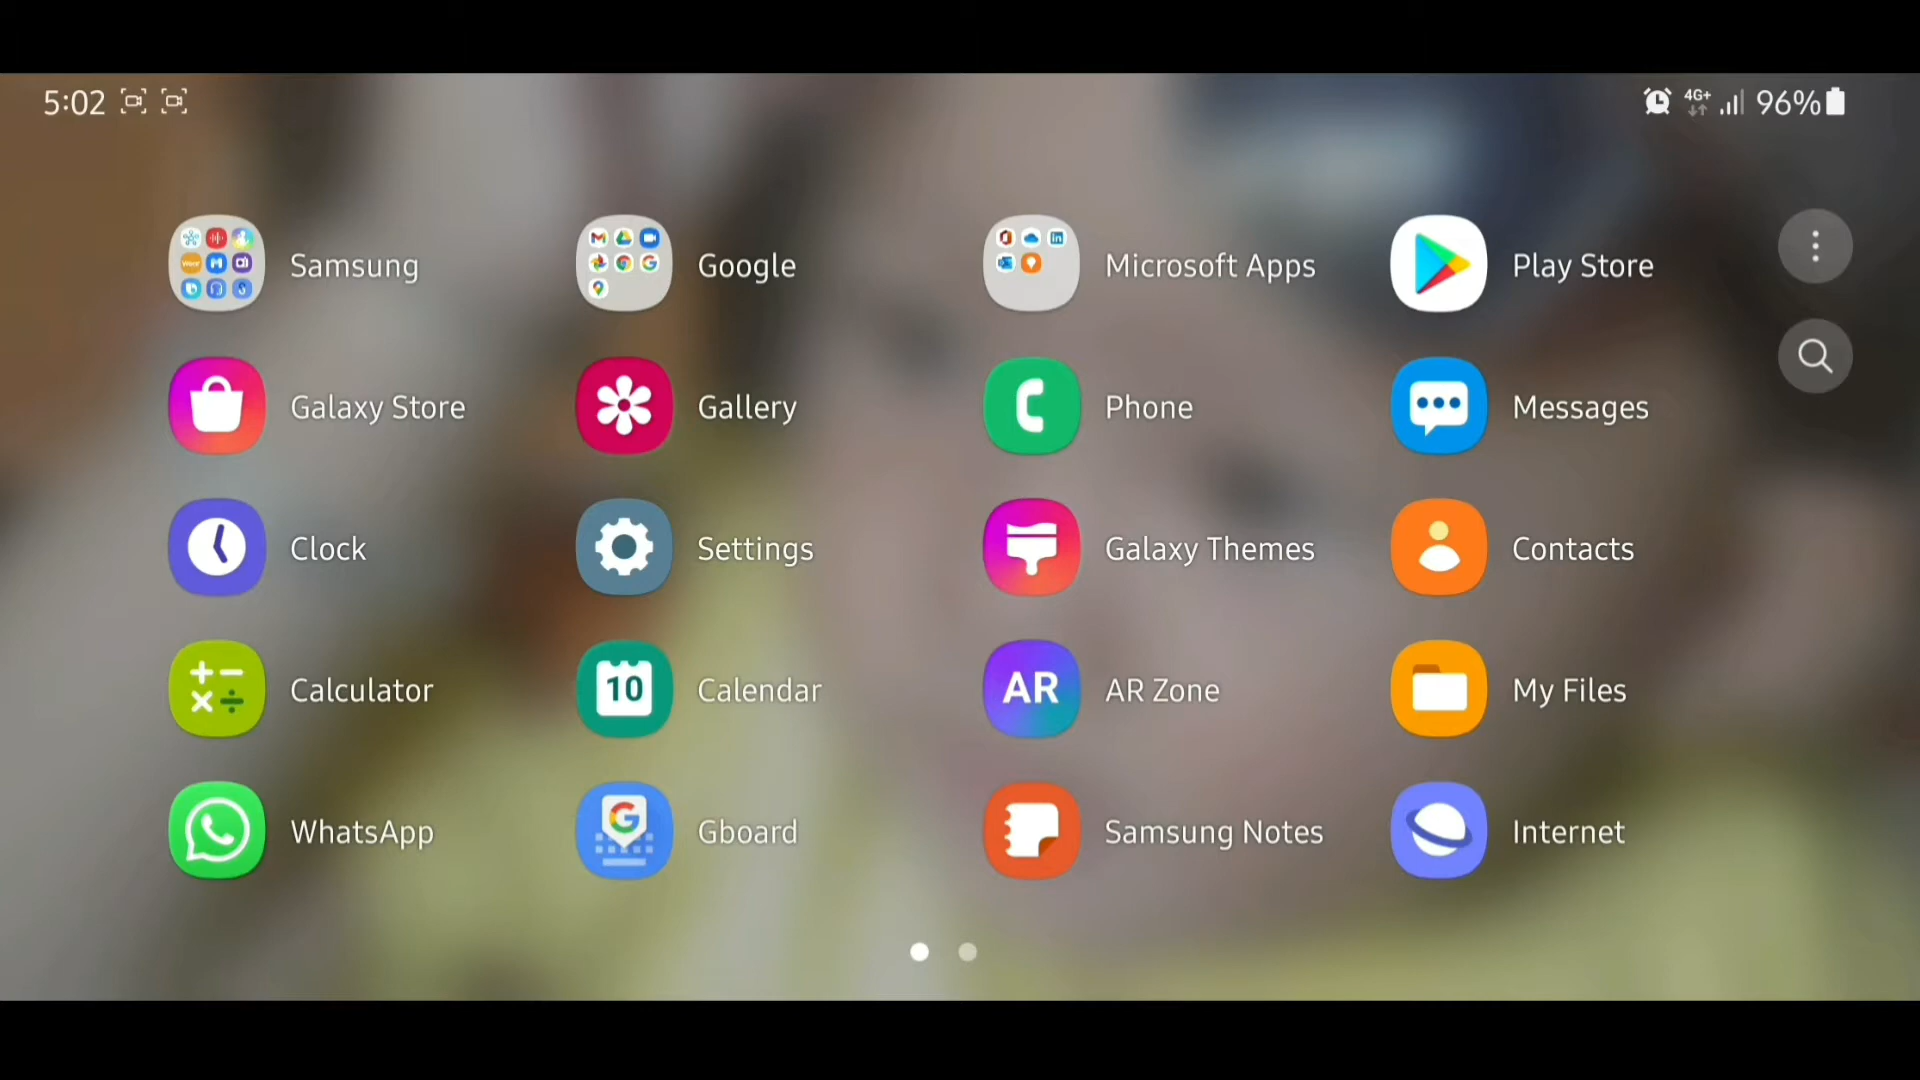 5:02 4G+ 96%
Samsung Google Microsoft Apps Play Store
Galaxy Store Gallery Phone Messages
Clock Settings Galaxy Themes Contacts
10
Calculator Calendar AR AR Zone My Files
WhatsApp G Gboard Samsung Notes Internet